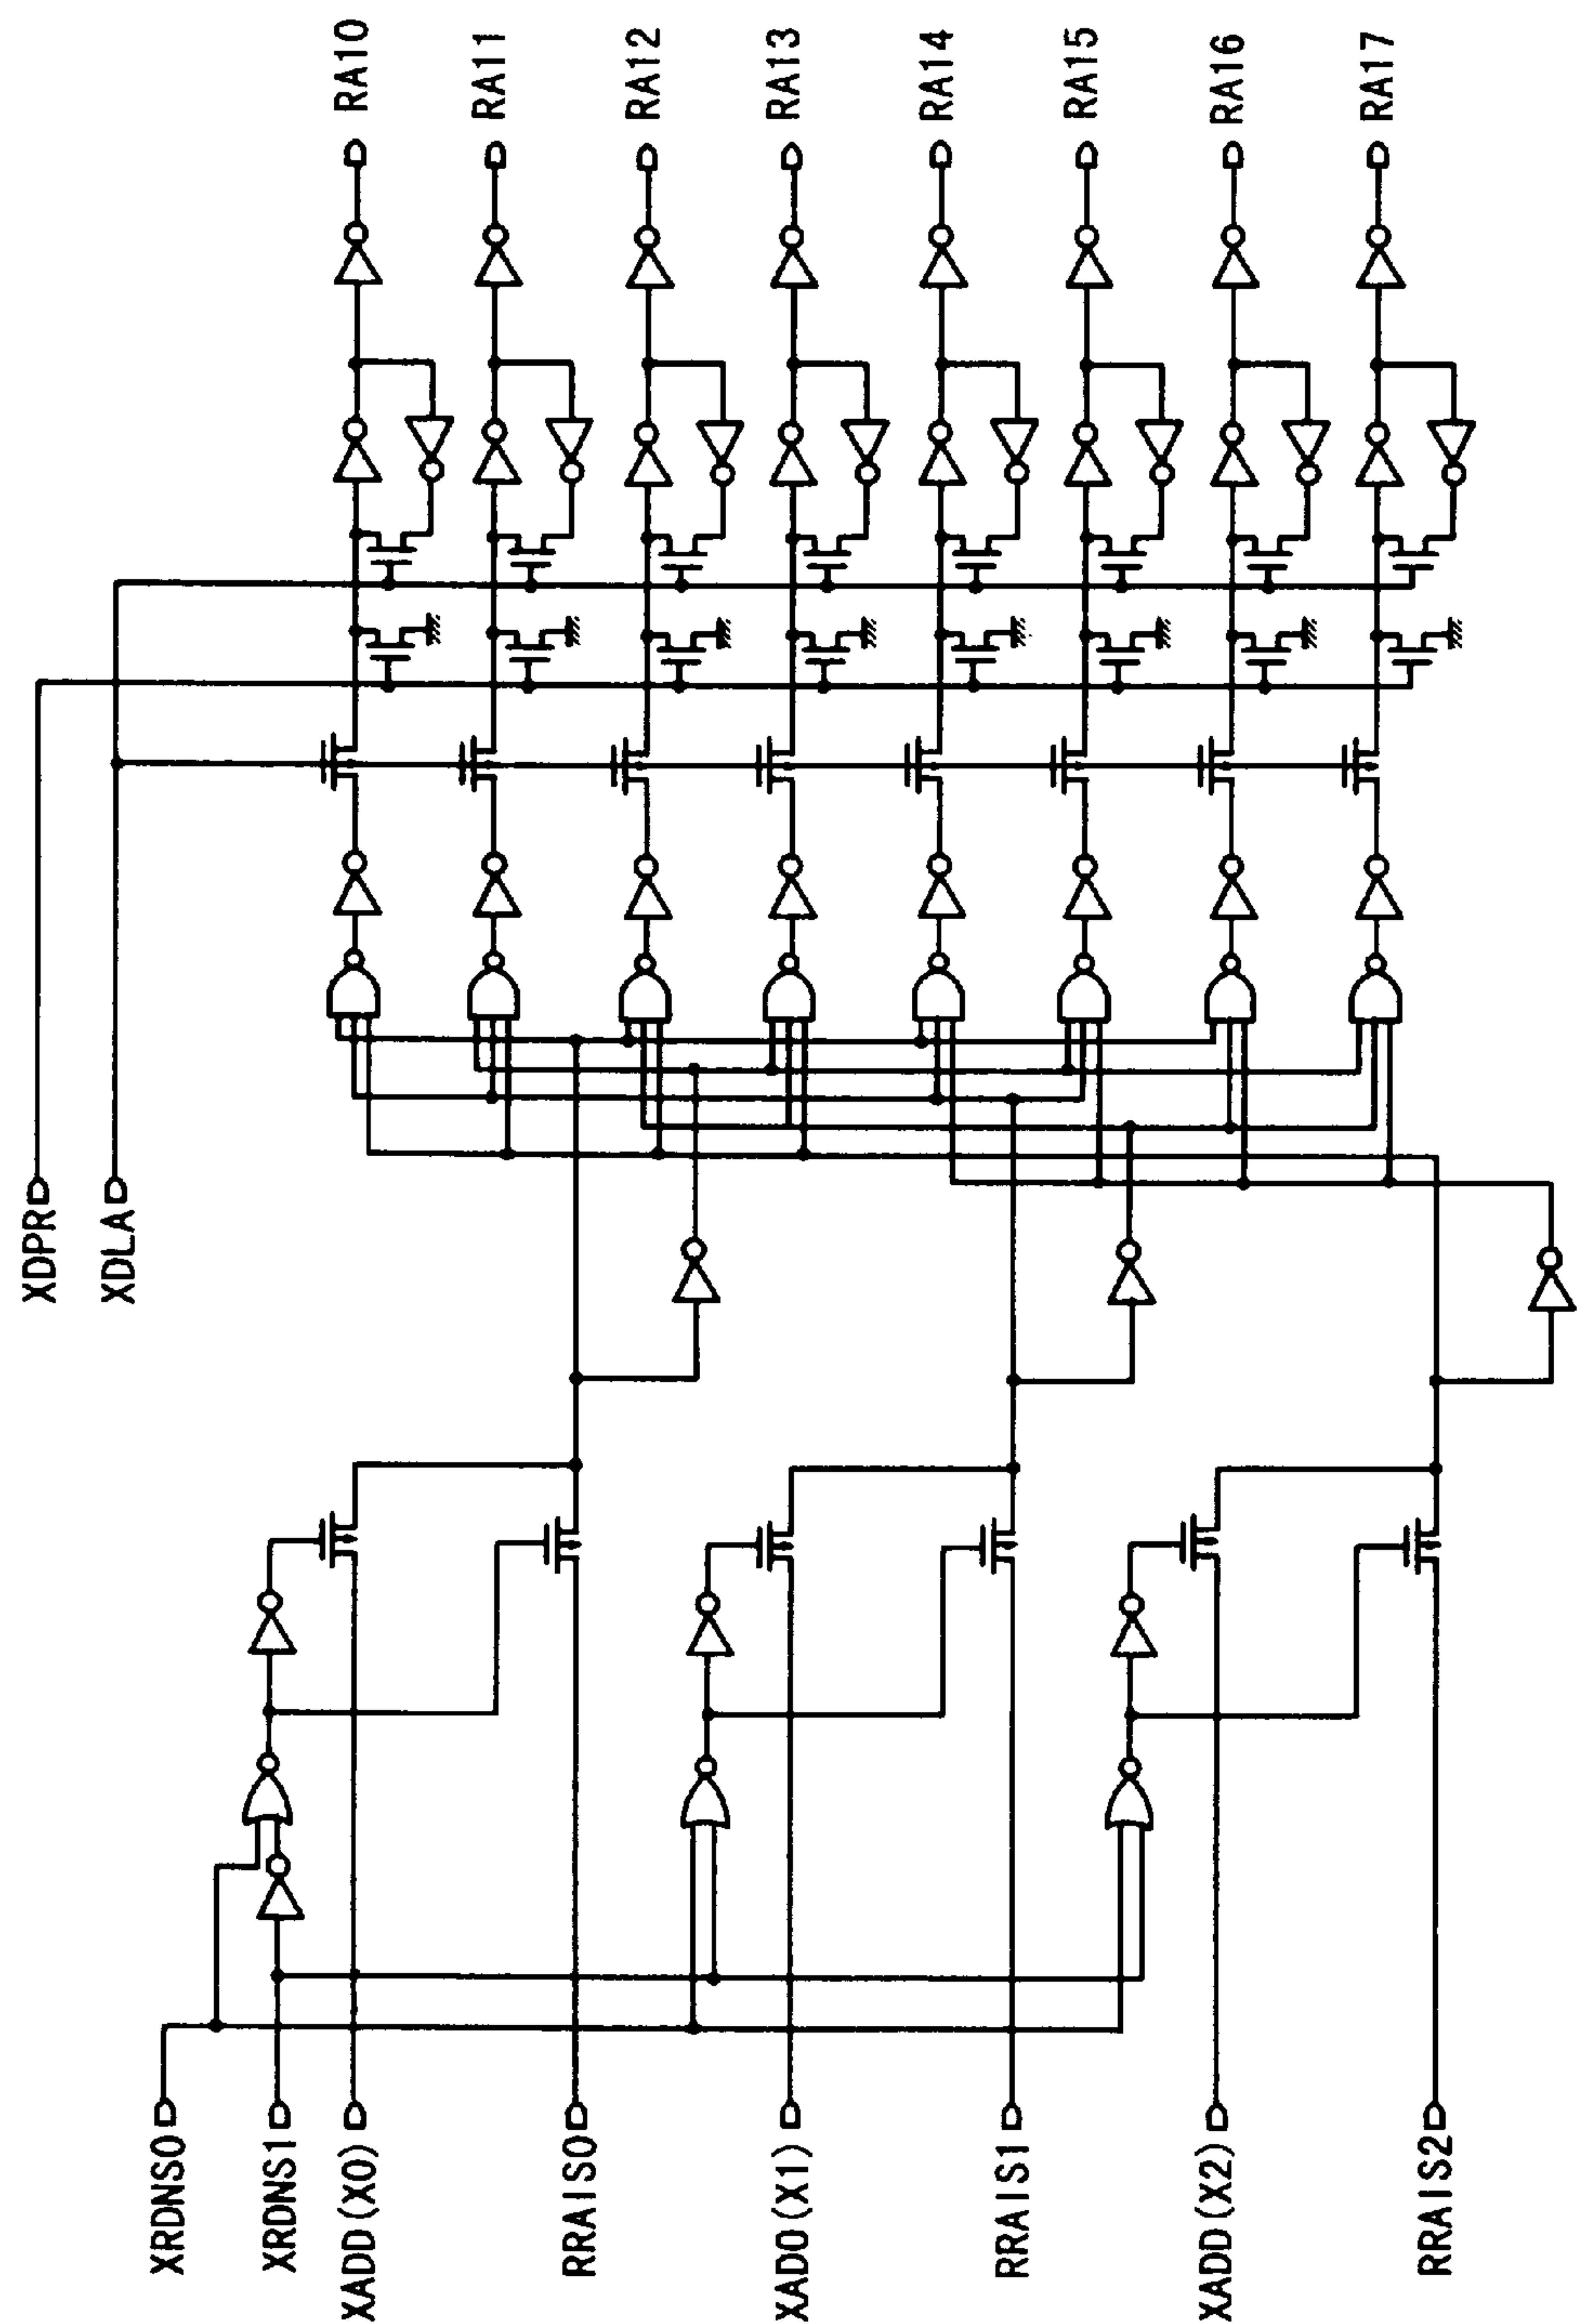 XDPR
XDLA
RA10
RA11
RA12
RA13
RA14
RA15
RA16
RA17
XRDNS0
XRDNS1
XADD(X0)
RRAIS0
XADO(X1)
RRAIS1
XADD(X2)
RRAIS2